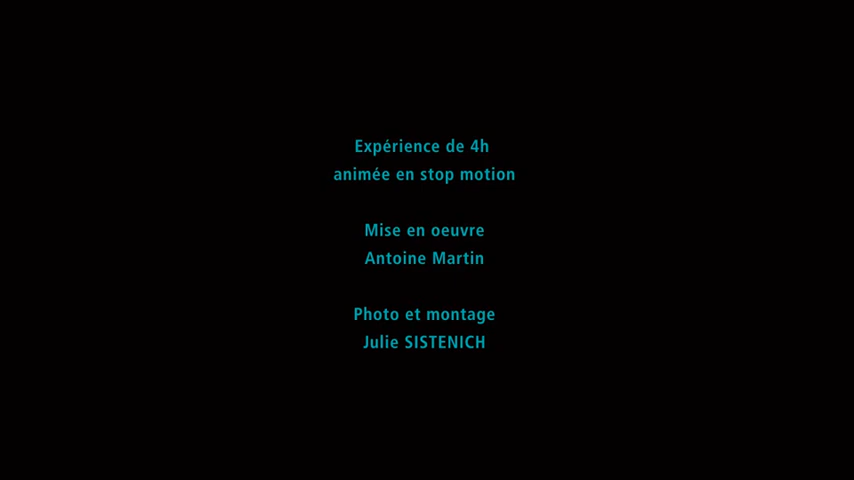 Expérience de 4h
animée en stop motion
Mise en oeuvre
Antoine Martin
Photo et montage
Julie SISTENICH